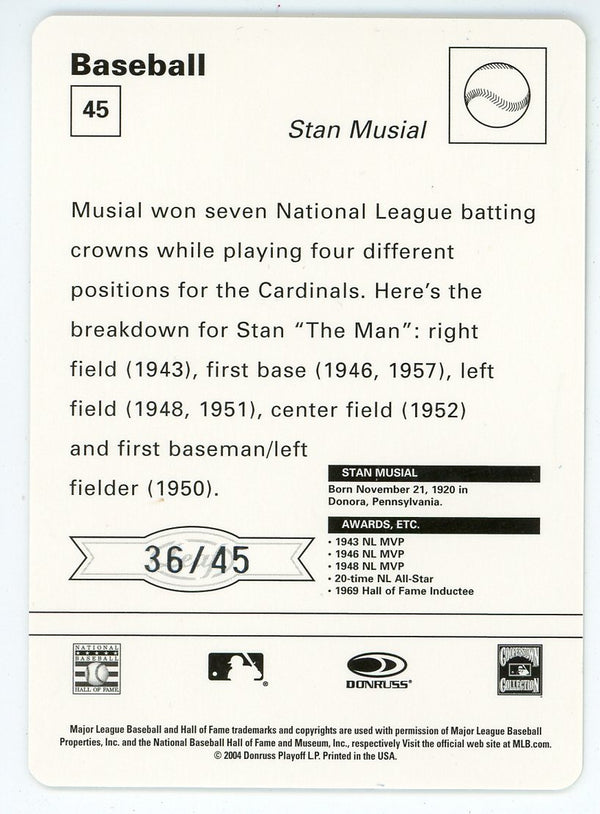 Baseball
45
Stan Musial
Musial won seven National League batting
crowns while playing four different
positions for the Cardinals. Here's the
breakdown for Stan “The Man”: right
field (1943), first base (1946, 1957), left
field (1948, 1951), center field (1952)
and first baseman/left
fielder (1950).
STAN MUSIAL
Born November 21, 1920 in
Donora, Pennsylvania.
AWARDS, ETC.
• 1943 NL MVP
• 1946 NL MVP
• 1948 NL MVP
• 20-time NL All-Star
• 1969 Hall of Fame Inductee
Leaf
36/45
NATIONAL
BASEBALL
HALL OF FAME
®
DONRUSS®
COOPERSTOWN
COLLECTION
Major League Baseball and Hall of Fame trademarks and copyrights are used with permission of Major League Baseball
Properties, Inc. and the National Baseball Hall of Fame and Museum, Inc., respectively Visit the official web site at MLB.com.
© 2004 Donruss Playoff L.P. Printed in the USA.